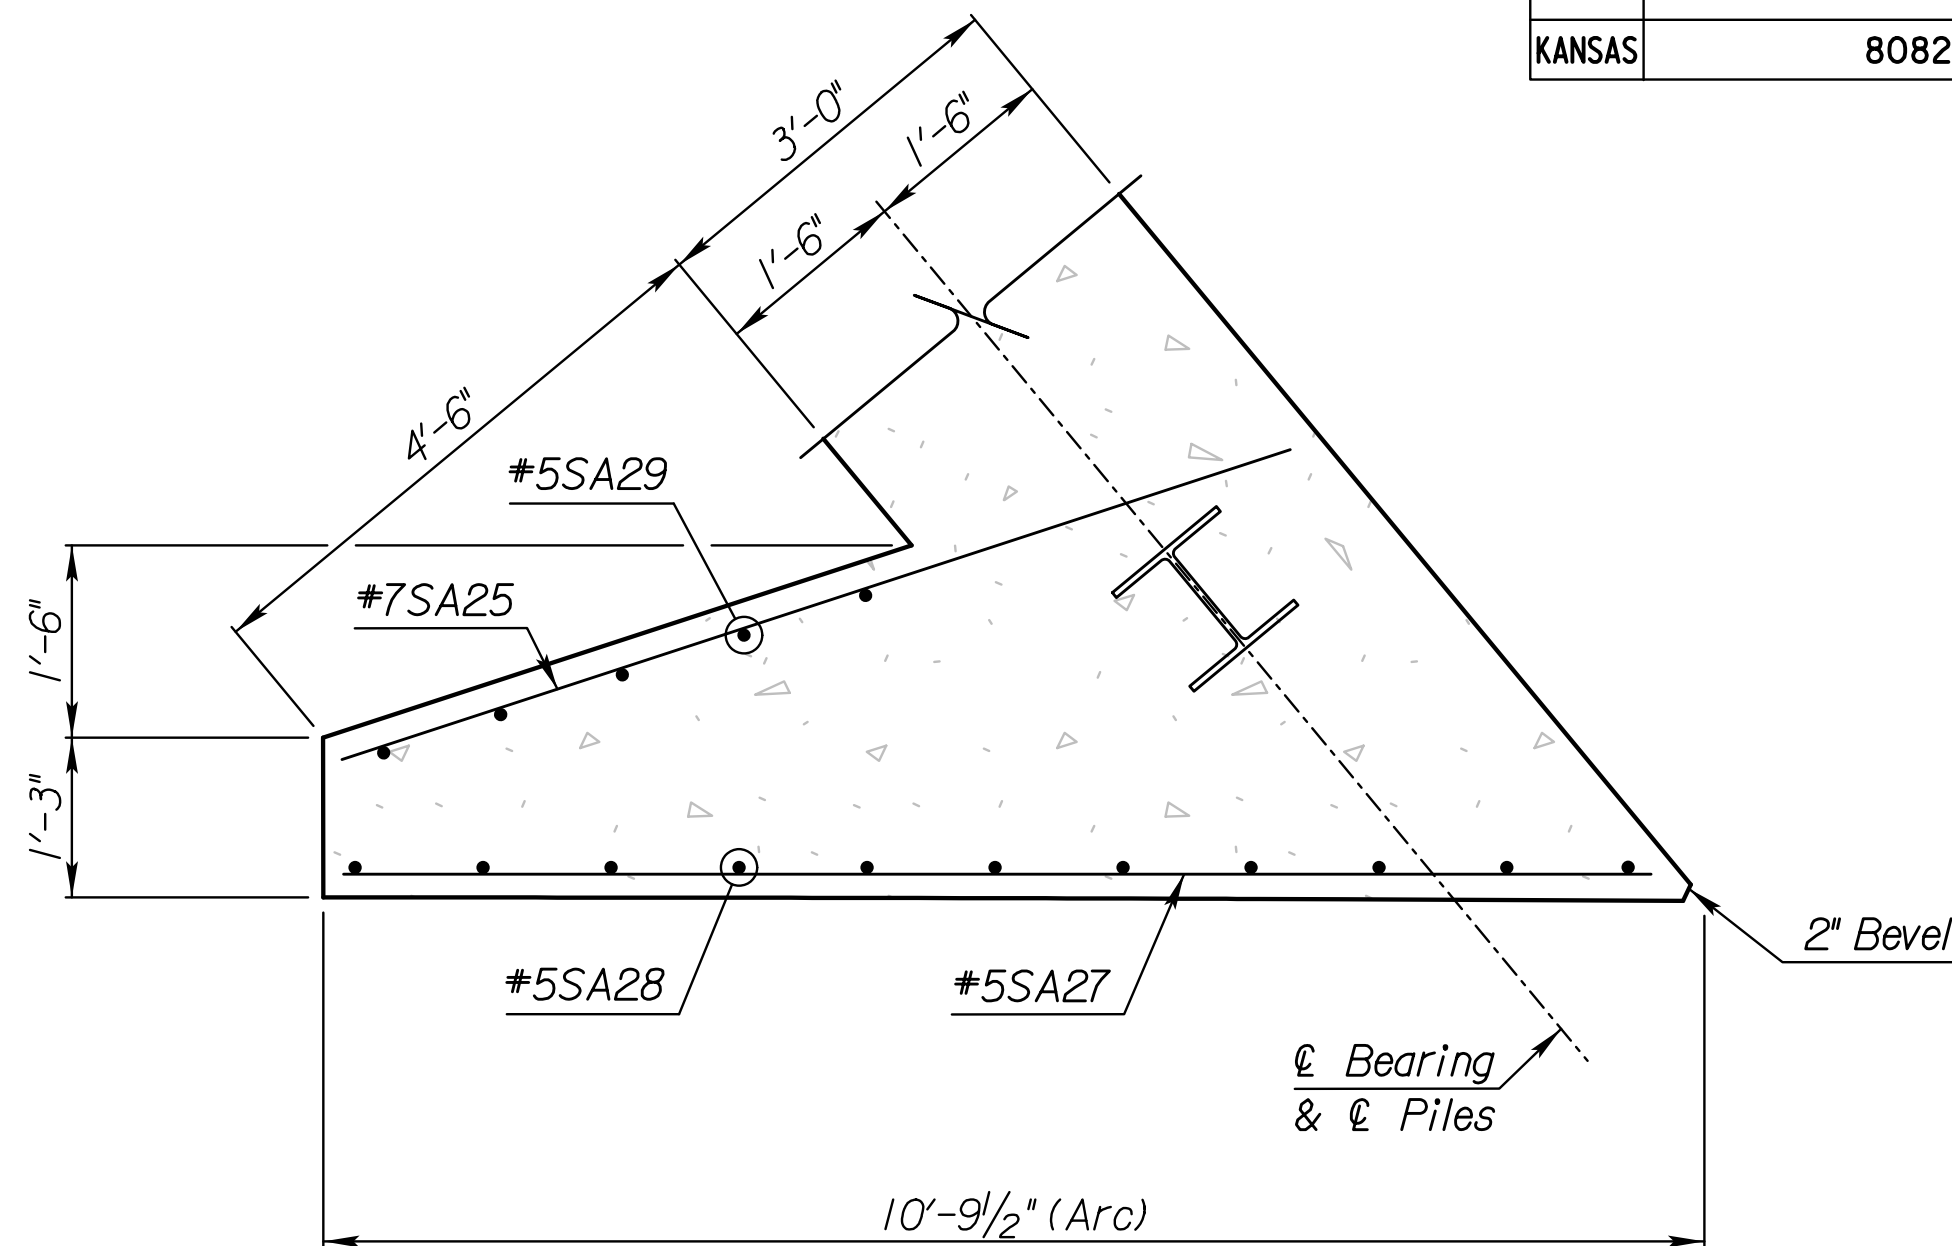 KANSAS 8082
3'-0"
1'-6"
1'-6"
4'-6"
#5SA29
#7SA25
1'-6"
1'-3"
2" Bevel
#5SA28
#5SA27
℄ Bearing
& ℄ Piles
10'-9½" (Arc)